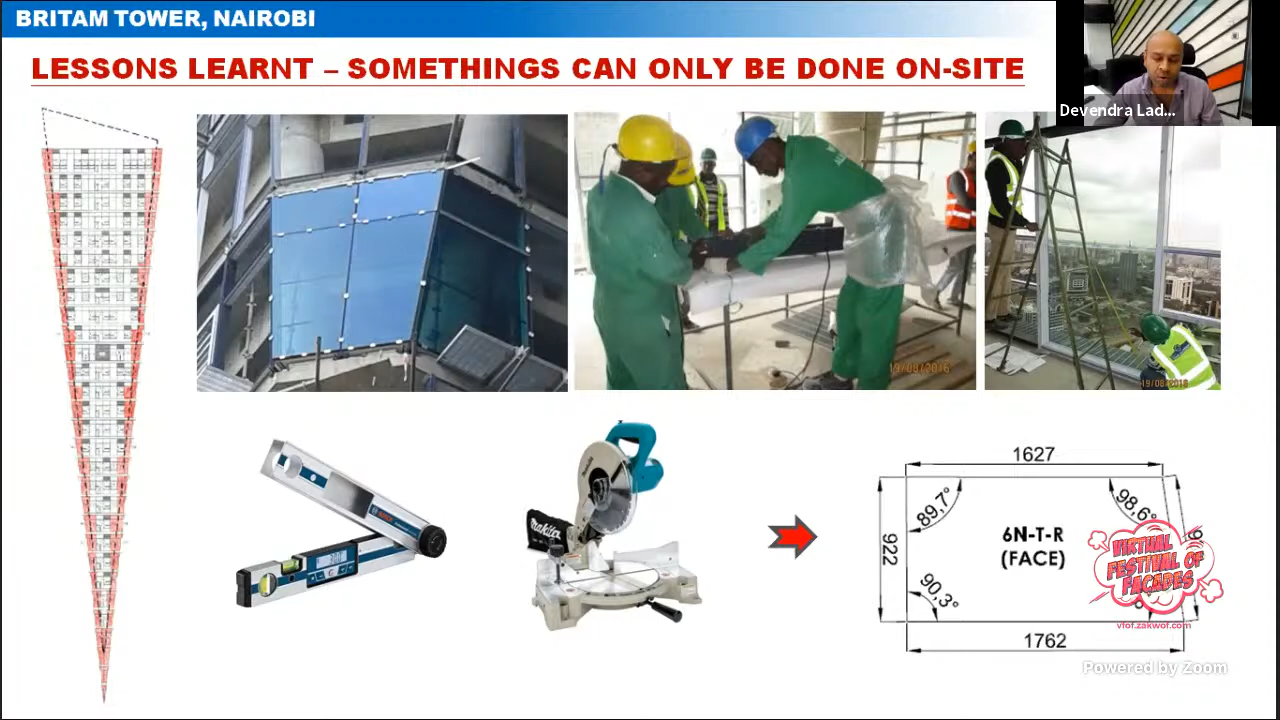 BRITAM TOWER, NAIROBI
LESSONS LEARNT – SOMETHINGS CAN ONLY BE DONE ON-SITE
Devendra Lad...
19/08/2016
19/08/2016
makita
1627
89,7°
98,6°
922
6N-T-R
(FACE)
90,3°
1762
VIRTUAL
FESTIVAL OF
FACADES
vfof.zakwof.com
Powered by Zoom